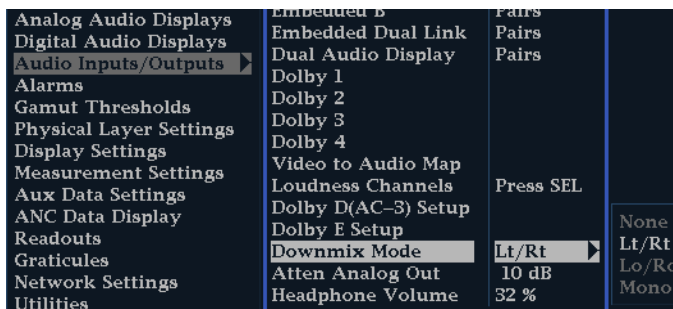 Analog Audio Displays
Digital Audio Displays
Audio Inputs/Outputs
Alarms
Gamut Thresholds
Physical Layer Settings
Display Settings
Measurement Settings
Aux Data Settings
ANC Data Display
Readouts
Graticules
Network Settings
Utilities
Embedded B Pairs
Embedded Dual Link Pairs
Dual Audio Display Pairs
Dolby 1
Dolby 2
Dolby 3
Dolby 4
Video to Audio Map
Loudness Channels Press SEL
Dolby D(AC-3) Setup
Dolby E Setup
Downmix Mode Lt/Rt
Atten Analog Out 10 dB
Headphone Volume 32 %
None
Lt/Rt
Lo/Ro
Mono